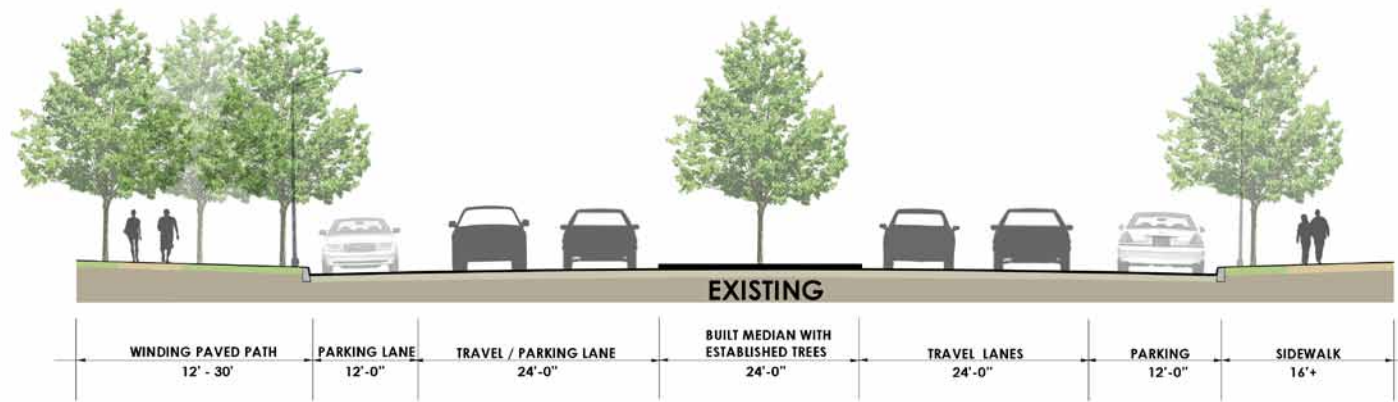 EXISTING
WINDING PAVED PATH
12' - 30'
PARKING LANE
12'-0"
TRAVEL / PARKING LANE
24'-0"
BUILT MEDIAN WITH
ESTABLISHED TREES
24'-0"
TRAVEL LANES
24'-0"
PARKING
12'-0"
SIDEWALK
16'+